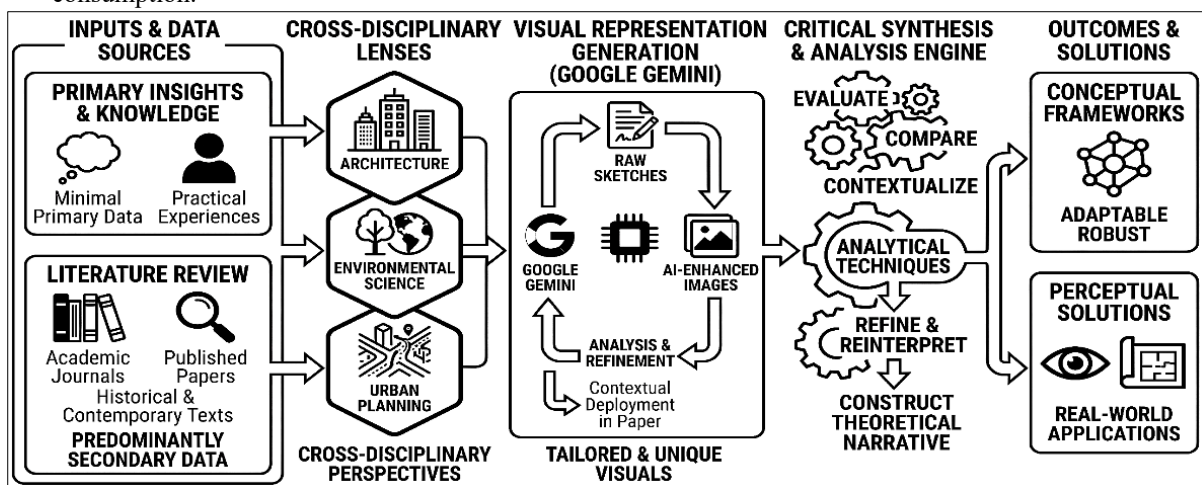 consumption.
INPUTS & DATA
SOURCES
PRIMARY INSIGHTS
& KNOWLEDGE
Minimal
Primary Data
Practical
Experiences
LITERATURE REVIEW
Academic
Journals
Published
Papers
Historical &
Contemporary Texts
PREDOMINANTLY
SECONDARY DATA
CROSS-DISCIPLINARY
LENSES
ARCHITECTURE
ENVIRONMENTAL
SCIENCE
URBAN
PLANNING
CROSS-DISCIPLINARY
PERSPECTIVES
VISUAL REPRESENTATION
GENERATION
(GOOGLE GEMINI)
RAW
SKETCHES
G
GOOGLE
GEMINI
AI-ENHANCED
IMAGES
ANALYSIS &
REFINEMENT
Contextual
Deployment
in Paper
TAILORED & UNIQUE
VISUALS
CRITICAL SYNTHESIS
& ANALYSIS ENGINE
EVALUATE
COMPARE
CONTEXTUALIZE
ANALYTICAL
TECHNIQUES
REFINE &
REINTERPRET
CONSTRUCT
THEORETICAL
NARRATIVE
OUTCOMES &
SOLUTIONS
CONCEPTUAL
FRAMEWORKS
ADAPTABLE
ROBUST
PERCEPTUAL
SOLUTIONS
REAL-WORLD
APPLICATIONS